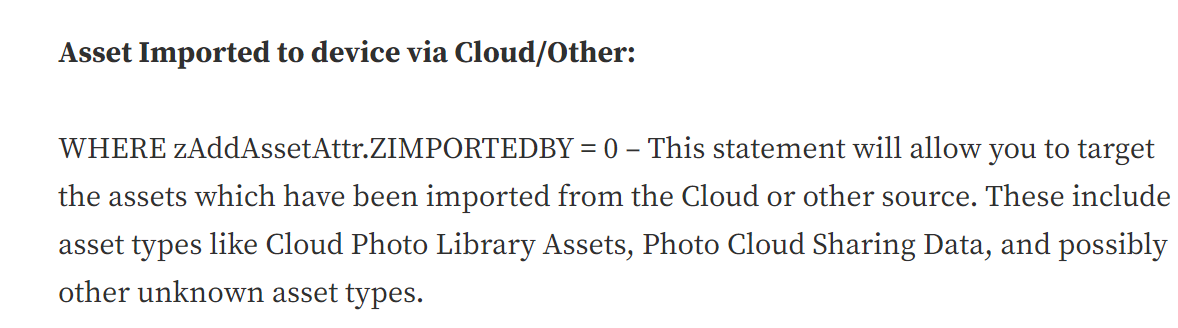 Asset Imported to device via Cloud/Other:
WHERE zAddAssetAttr.ZIMPORTEDBY = 0 – This statement will allow you to target
the assets which have been imported from the Cloud or other source. These include
asset types like Cloud Photo Library Assets, Photo Cloud Sharing Data, and possibly
other unknown asset types.